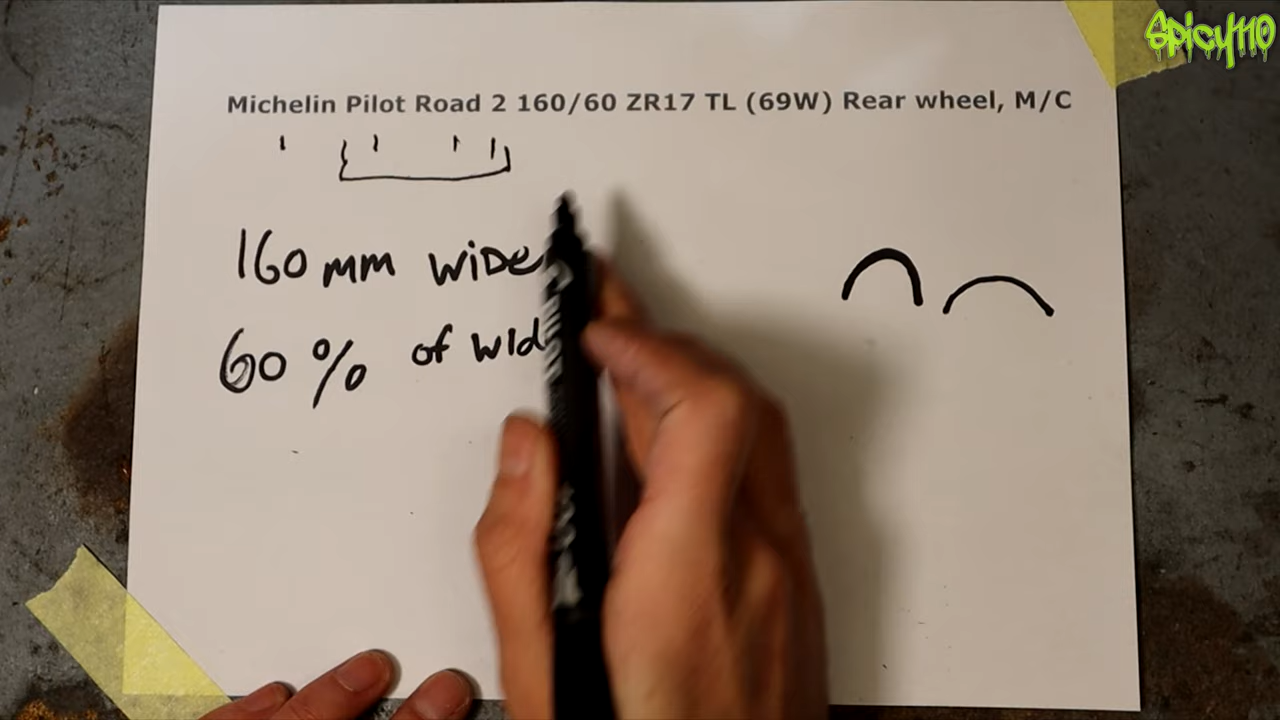 Spicy110
Michelin Pilot Road 2 160/60 ZR17 TL (69W) Rear wheel, M/C
160 mm wide
60 % of wid